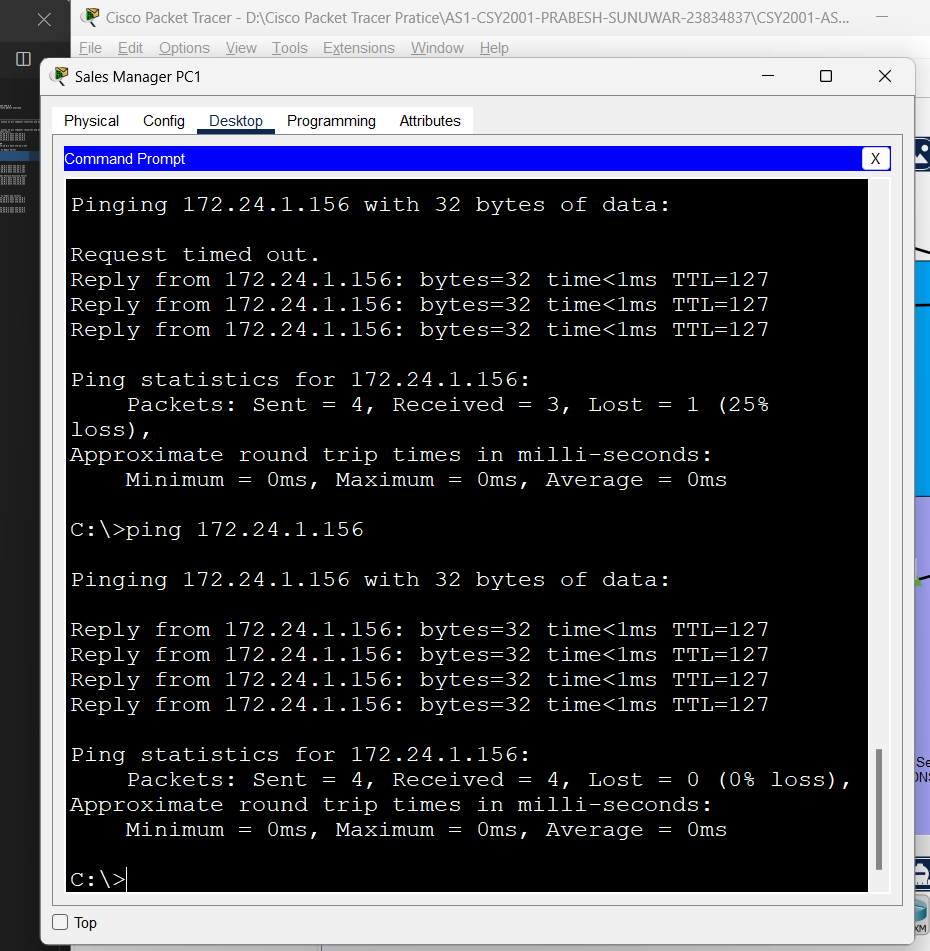 Cisco Packet Tracer - D:\Cisco Packet Tracer Pratice\AS1-CSY2001-PRABESH-SUNUWAR-23834837\CSY2001-AS...
File Edit Options View Tools Extensions Window Help
Sales Manager PC1
Physical Config Desktop Programming Attributes
Command Prompt X
Pinging 172.24.1.156 with 32 bytes of data:
Request timed out.
Reply from 172.24.1.156: bytes=32 time<1ms TTL=127
Reply from 172.24.1.156: bytes=32 time<1ms TTL=127
Reply from 172.24.1.156: bytes=32 time<1ms TTL=127
Ping statistics for 172.24.1.156:
Packets: Sent = 4, Received = 3, Lost = 1 (25%
loss),
Approximate round trip times in milli-seconds:
Minimum = 0ms, Maximum = 0ms, Average = 0ms
C:\>ping 172.24.1.156
Pinging 172.24.1.156 with 32 bytes of data:
Reply from 172.24.1.156: bytes=32 time<1ms TTL=127
Reply from 172.24.1.156: bytes=32 time<1ms TTL=127
Reply from 172.24.1.156: bytes=32 time<1ms TTL=127
Reply from 172.24.1.156: bytes=32 time<1ms TTL=127
Ping statistics for 172.24.1.156:
Packets: Sent = 4, Received = 4, Lost = 0 (0% loss),
Approximate round trip times in milli-seconds:
Minimum = 0ms, Maximum = 0ms, Average = 0ms
C:\>
Top